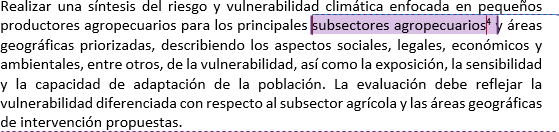 Realizar una síntesis del riesgo y vulnerabilidad climática enfocada en pequeños
productores agropecuarios para los principales subsectores agropecuarios⁴ y áreas
geográficas priorizadas, describiendo los aspectos sociales, legales, económicos y
ambientales, entre otros, de la vulnerabilidad, así como la exposición, la sensibilidad
y la capacidad de adaptación de la población. La evaluación debe reflejar la
vulnerabilidad diferenciada con respecto al subsector agrícola y las áreas geográficas
de intervención propuestas.